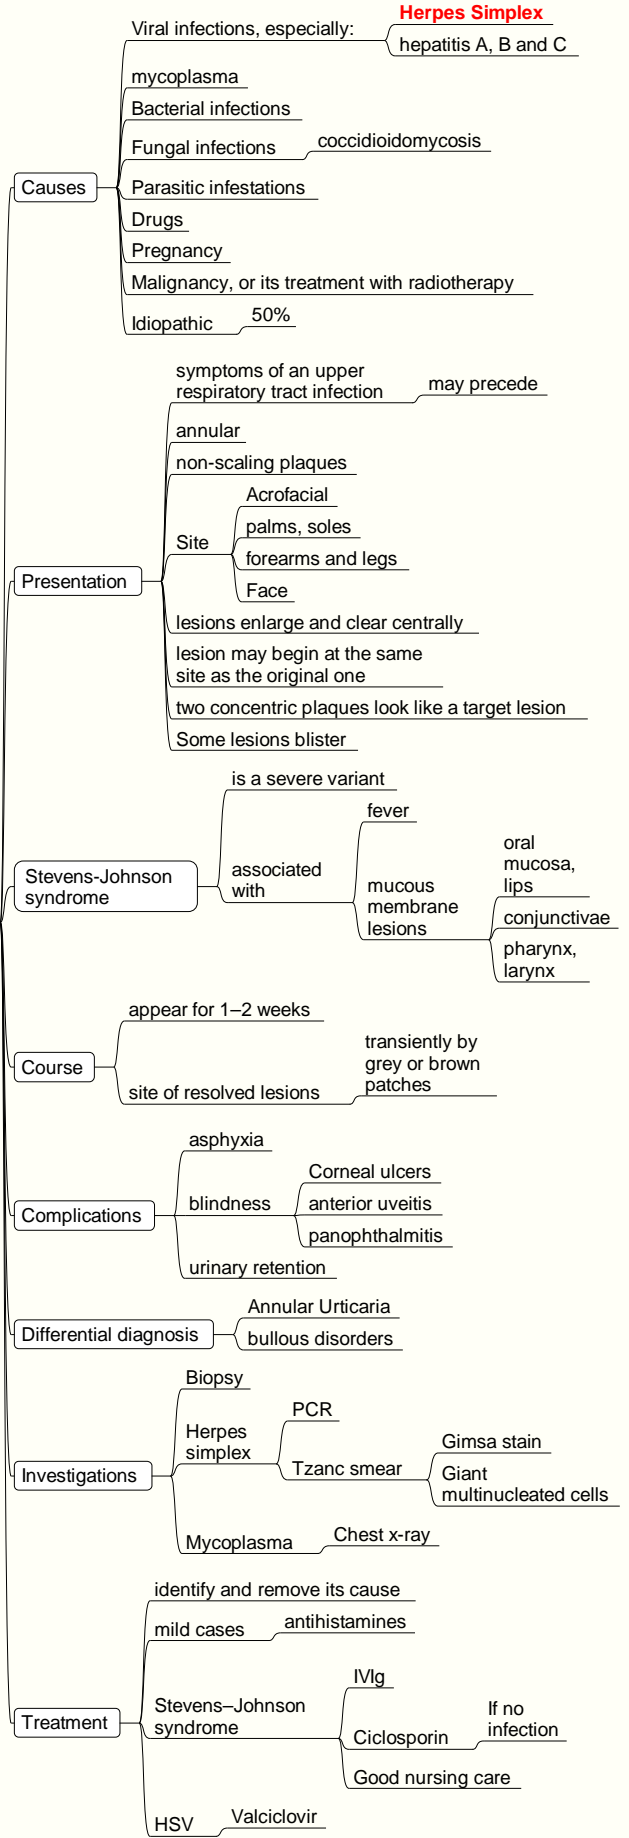 Causes
Viral infections, especially:
Herpes Simplex
hepatitis A, B and C
mycoplasma
Bacterial infections
Fungal infections
coccidioidomycosis
Parasitic infestations
Drugs
Pregnancy
Malignancy, or its treatment with radiotherapy
Idiopathic
50%
Presentation
symptoms of an upper
respiratory tract infection
may precede
annular
non-scaling plaques
Site
Acrofacial
palms, soles
forearms and legs
Face
lesions enlarge and clear centrally
lesion may begin at the same
site as the original one
two concentric plaques look like a target lesion
Some lesions blister
Stevens-Johnson
syndrome
is a severe variant
associated
with
fever
mucous
membrane
lesions
oral
mucosa,
lips
conjunctivae
pharynx,
larynx
Course
appear for 1–2 weeks
site of resolved lesions
transiently by
grey or brown
patches
Complications
asphyxia
blindness
Corneal ulcers
anterior uveitis
panophthalmitis
urinary retention
Differential diagnosis
Annular Urticaria
bullous disorders
Investigations
Biopsy
Herpes
simplex
PCR
Tzanc smear
Gimsa stain
Giant
multinucleated cells
Mycoplasma
Chest x-ray
Treatment
identify and remove its cause
mild cases
antihistamines
Stevens–Johnson
syndrome
IVIg
Ciclosporin
If no
infection
Good nursing care
HSV
Valciclovir